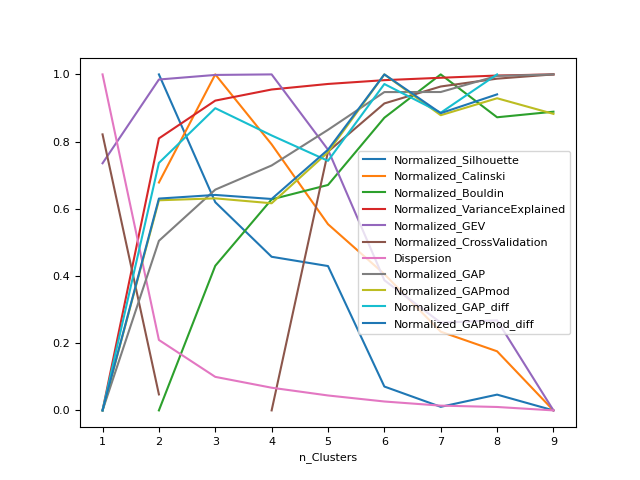 1.0
0.8
0.6
0.4
0.2
0.0
Normalized_Silhouette
Normalized_Calinski
Normalized_Bouldin
Normalized_VarianceExplained
Normalized_GEV
Normalized_CrossValidation
Dispersion
Normalized_GAP
Normalized_GAPmod
Normalized_GAP_diff
Normalized_GAPmod_diff
1 2 3 4 5 6 7 8 9
n_Clusters